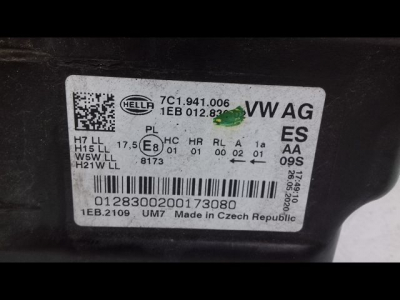 HELLA
7C1.941.006
1EB 012.830
VW AG
ES
AA
09S
PL
HC HR RL A 1a
17,5 E8 01 01 00 02 01
9173
H7 LL
H15 LL
W5W LL
H21W LL
17:49:10
26.05.2020
0128300200173080
1EB.2109 UM7 Made in Czech Republic